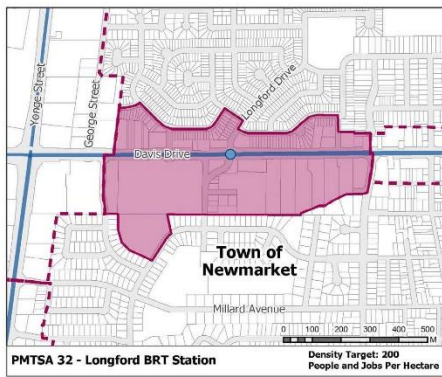 Yonge Street
George Street
Longford Drive
Davis Drive
Town of
Newmarket
Millard Avenue
0 100 200 300 400 500
M
PMTSA 32 - Longford BRT Station
Density Target: 200
People and Jobs Per Hectare